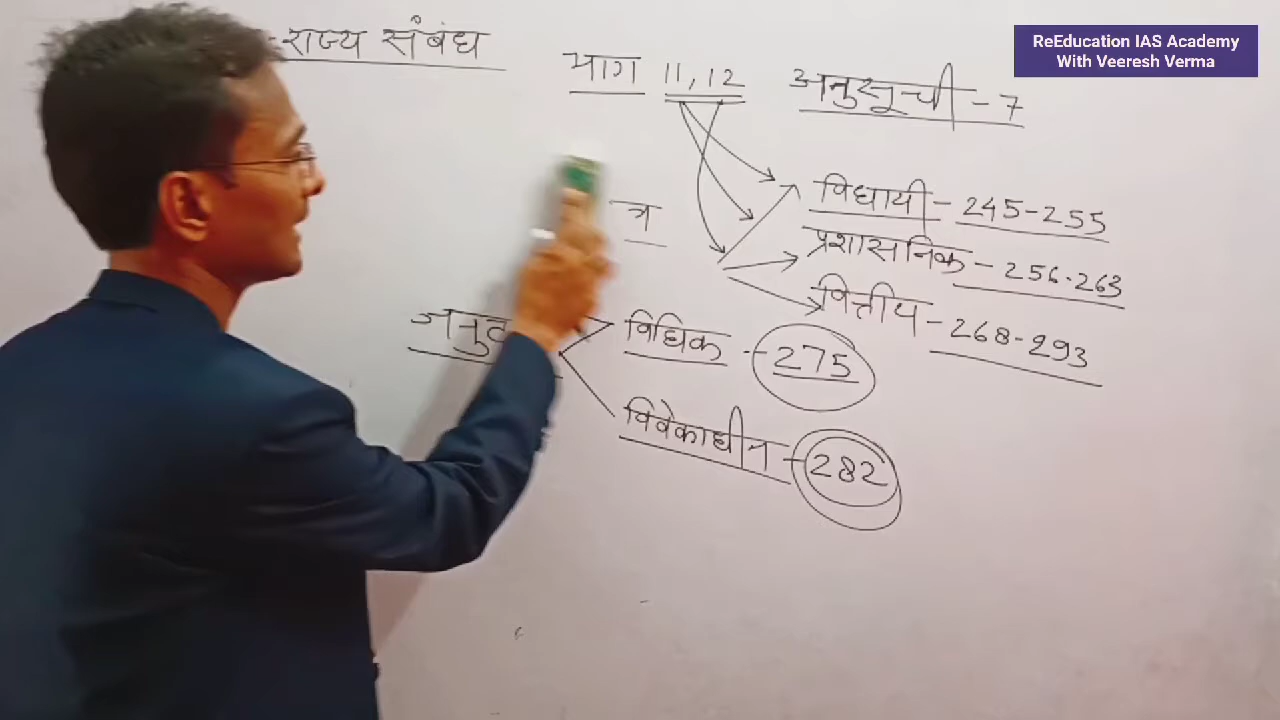 राज्य संबंध
भाग 11, 12
अनुसूची - 7
ReEducation IAS Academy
With Veeresh Verma
विधायी - 245-255
प्रशासनिक - 256-263
वित्तीय - 268-293
त्र
विधिक - 275
विवेकाधीन - 282